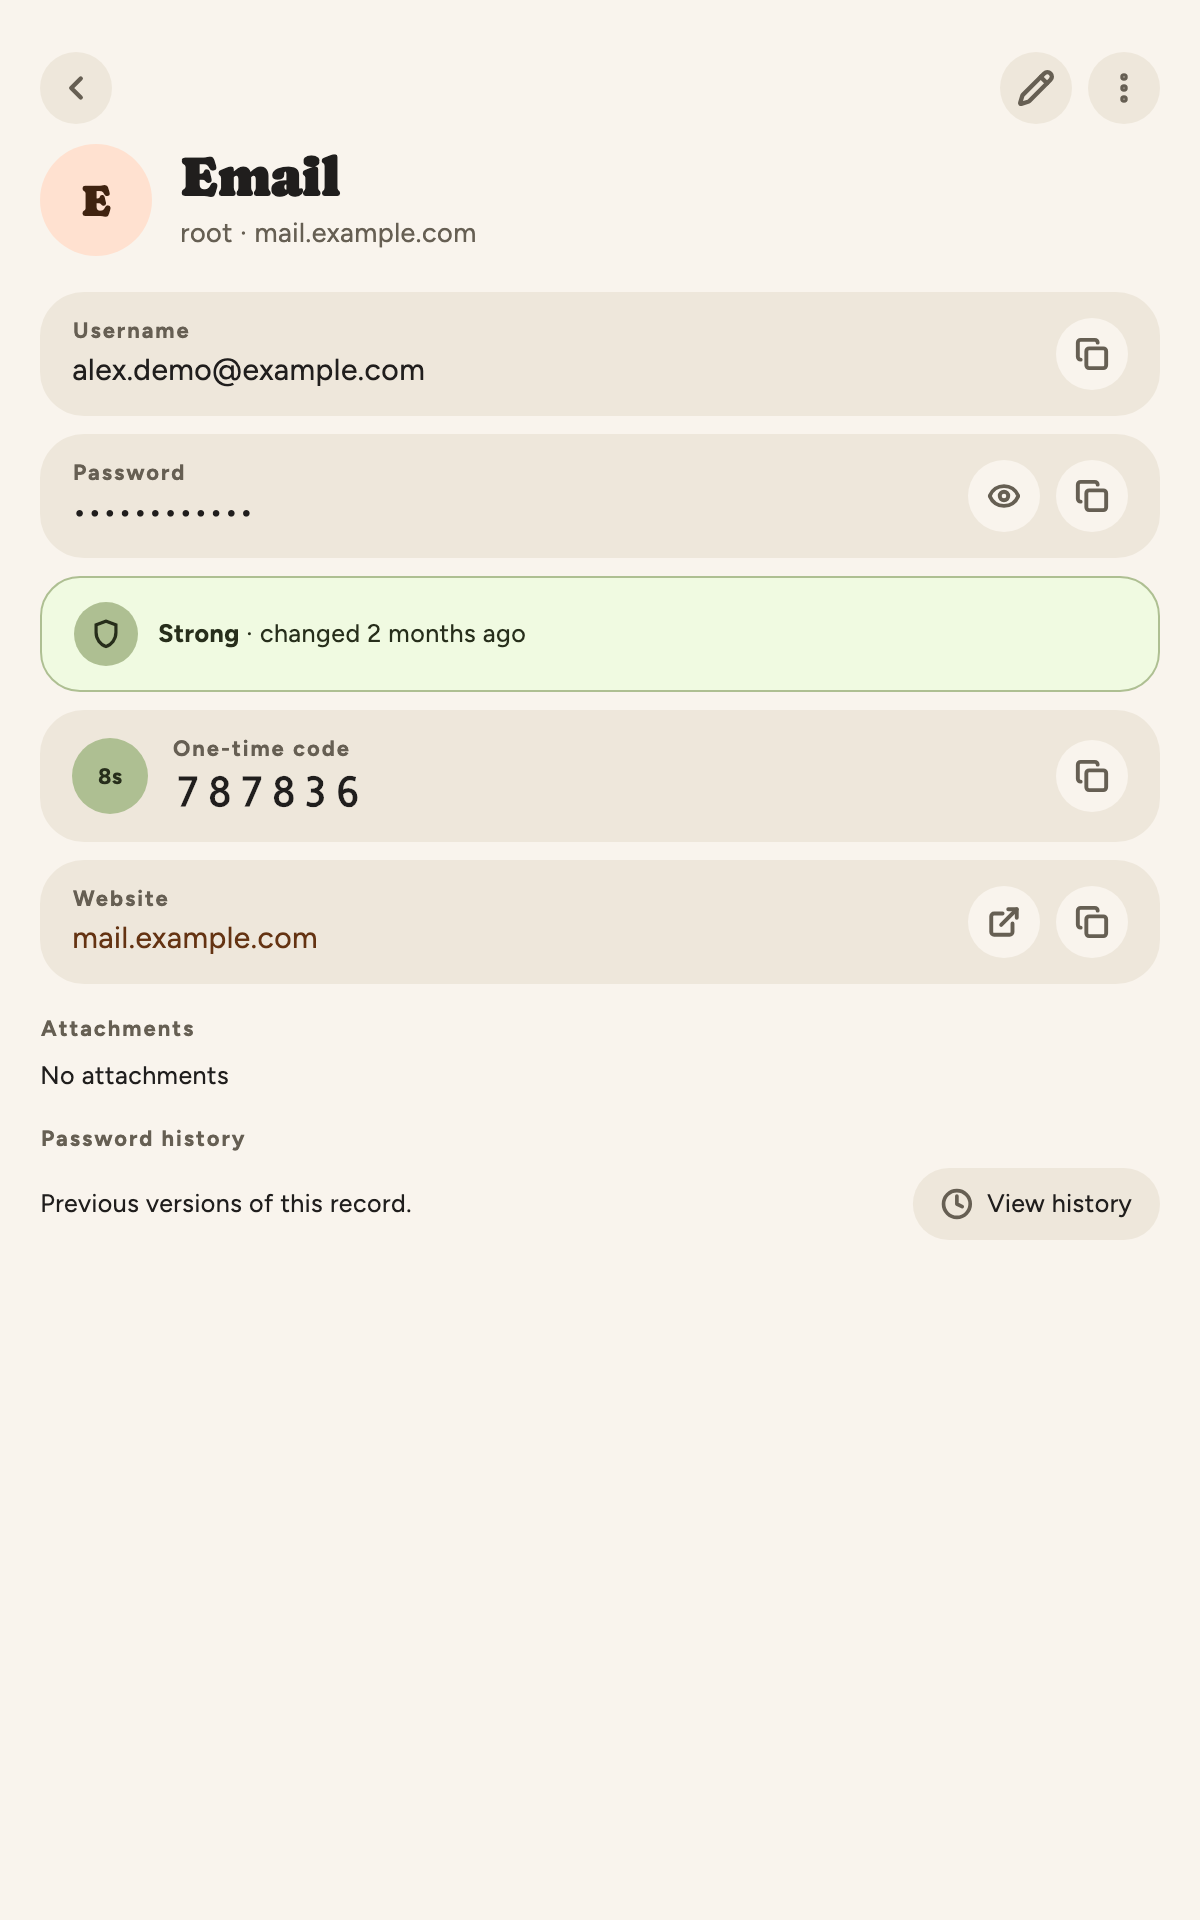 E
Email
root · mail.example.com
Username
alex.demo@example.com
Password
••••••••••••
Strong · changed 2 months ago
8s
One-time code
787836
Website
mail.example.com
Attachments
No attachments
Password history
Previous versions of this record.
View history